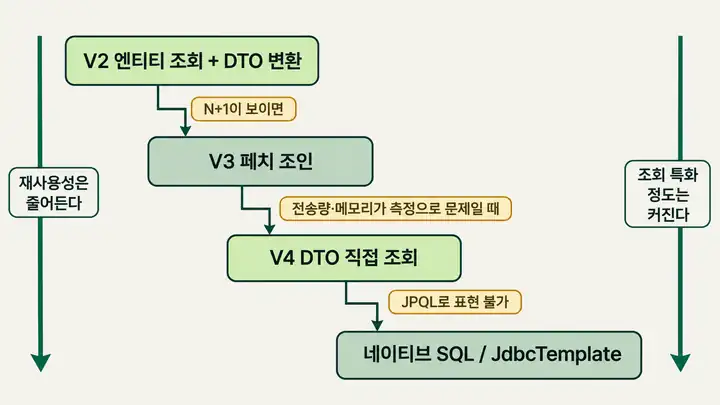 V2 엔티티 조회 + DTO 변환
N+1이 보이면
V3 페치 조인
재사용성은
줄어든다
조회 특화
정도는
커진다
전송량·메모리가 측정으로 문제일 때
V4 DTO 직접 조회
JPQL로 표현 불가
네이티브 SQL / JdbcTemplate